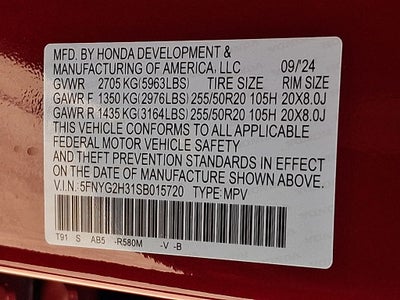 MFD. BY HONDA DEVELOPMENT &
MANUFACTURING OF AMERICA, LLC 09/'24
GVWR 2705 KG(5963LBS) TIRE SIZE RIM SIZE
GAWR F 1350 KG(2976LBS) 255/50R20 105H 20X8.0J
GAWR R 1435 KG(3164LBS) 255/50R20 105H 20X8.0J
THIS VEHICLE CONFORMS TO ALL APPLICABLE
FEDERAL MOTOR VEHICLE SAFETY
AND THEFT PREVENTION STANDARDS IN EFFECT
ON THE DATE OF MANUFACTURE SHOWN ABOVE.
V.I.N. 5FNYG2H31SB015720 TYPE: MPV
T91 S AB5 -R580M -V -B